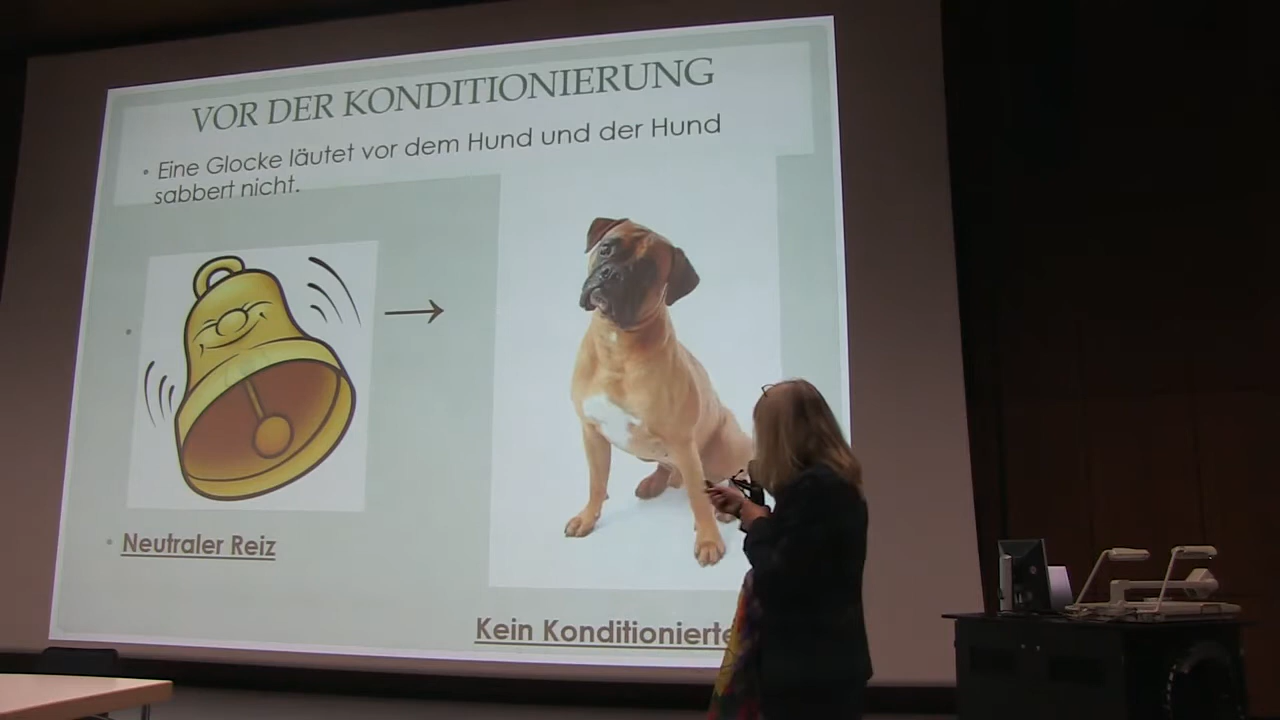 VOR DER KONDITIONIERUNG
• Eine Glocke läutet vor dem Hund und der Hund
sabbert nicht.
• Neutraler Reiz
Kein Konditionierte